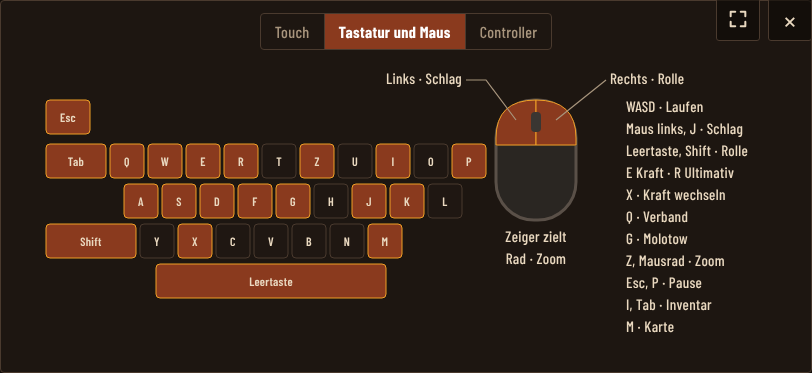 Touch
Tastatur und Maus
Controller
Links · Schlag
Rechts · Rolle
Esc
Tab Q W E R T Z U I O P
A S D F G H J K L
Shift Y X C V B N M
Leertaste
Zeiger zielt
Rad · Zoom
WASD · Laufen
Maus links, J · Schlag
Leertaste, Shift · Rolle
E Kraft · R Ultimativ
X · Kraft wechseln
Q · Verband
G · Molotow
Z, Mausrad · Zoom
Esc, P · Pause
I, Tab · Inventar
M · Karte